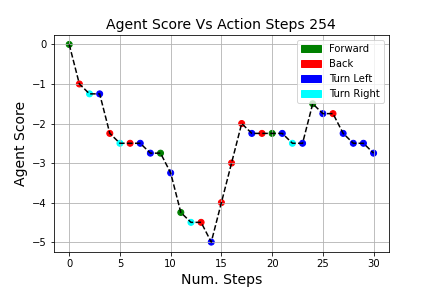 Agent Score Vs Action Steps 254
Forward
Back
Turn Left
Turn Right
Agent Score
0
−1
−2
−3
−4
−5
0 5 10 15 20 25 30
Num. Steps